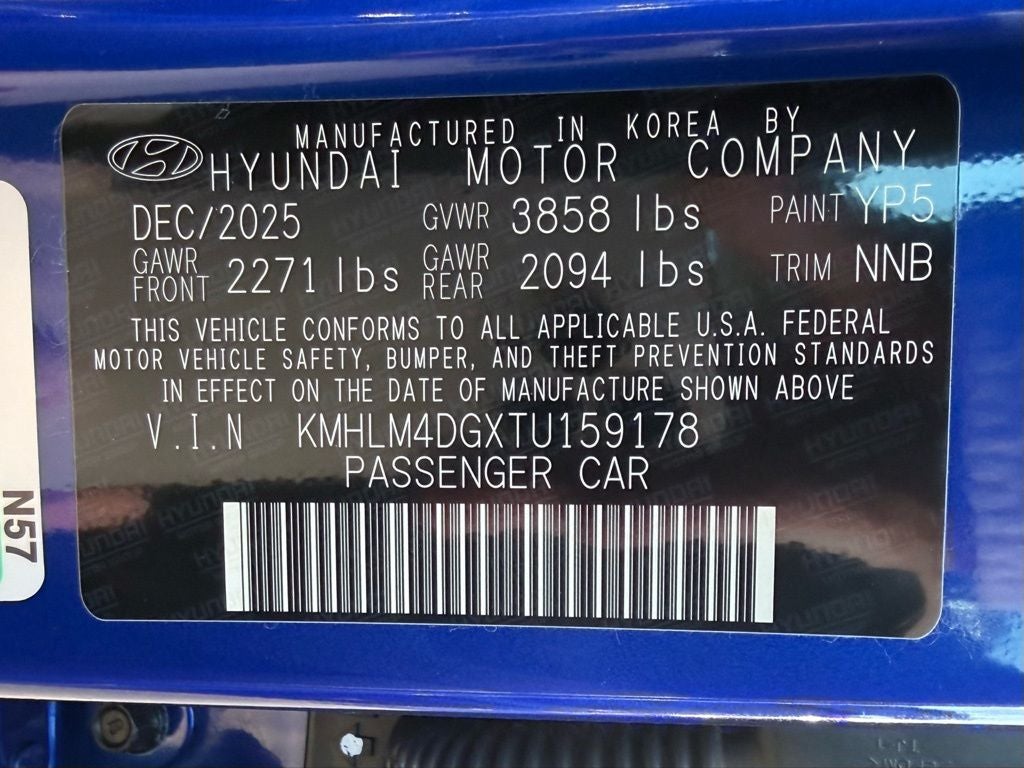 MANUFACTURED IN KOREA BY
HYUNDAI MOTOR COMPANY
DEC/2025 GVWR 3858 lbs PAINT YP5
GAWR FRONT 2271 lbs GAWR REAR 2094 lbs TRIM NNB
THIS VEHICLE CONFORMS TO ALL APPLICABLE U.S.A. FEDERAL
MOTOR VEHICLE SAFETY, BUMPER, AND THEFT PREVENTION STANDARDS
IN EFFECT ON THE DATE OF MANUFACTURE SHOWN ABOVE
V.I.N KMHLM4DGXTU159178
PASSENGER CAR
N57